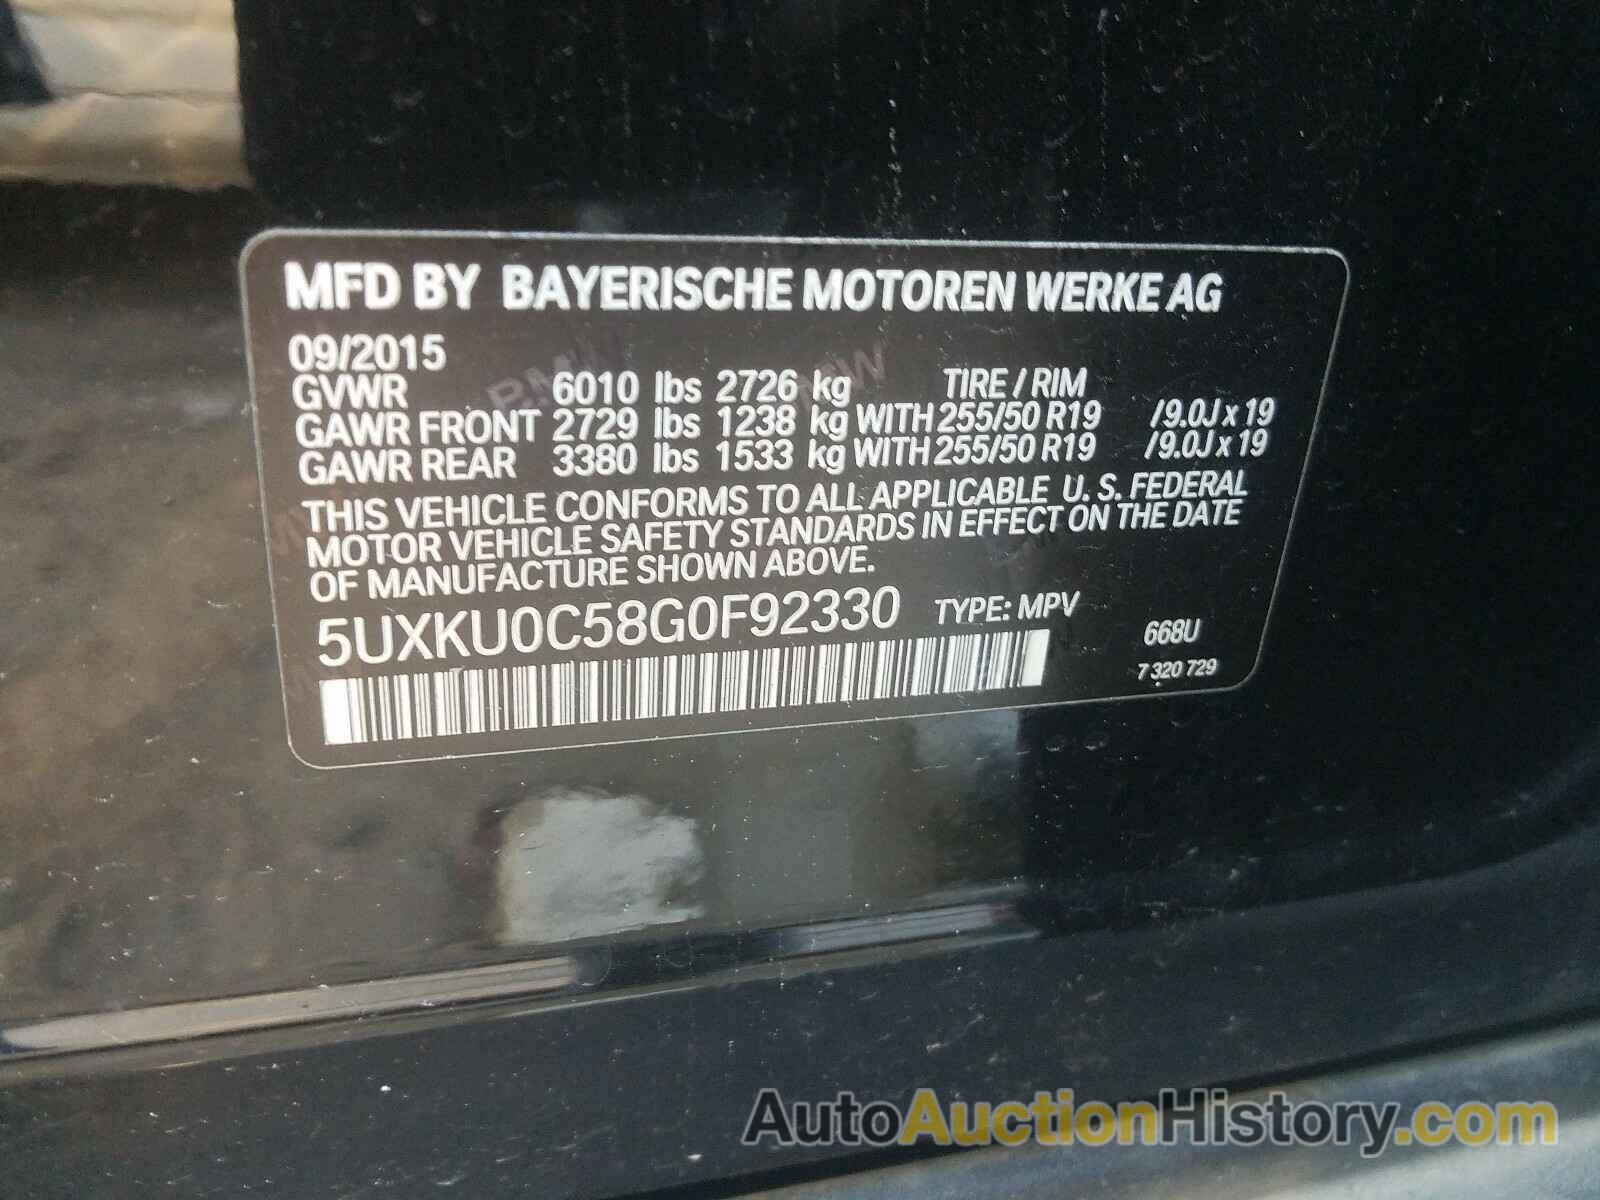 MFD BY BAYERISCHE MOTOREN WERKE AG
09/2015
GVWR 6010 lbs 2726 kg TIRE / RIM
GAWR FRONT 2729 lbs 1238 kg WITH 255/50 R19 /9.0J x 19
GAWR REAR 3380 lbs 1533 kg WITH 255/50 R19 /9.0J x 19
THIS VEHICLE CONFORMS TO ALL APPLICABLE U. S. FEDERAL
MOTOR VEHICLE SAFETY STANDARDS IN EFFECT ON THE DATE
OF MANUFACTURE SHOWN ABOVE.
5UXKU0C58G0F92330 TYPE: MPV
668U
7 320 729
AutoAuctionHistory.com